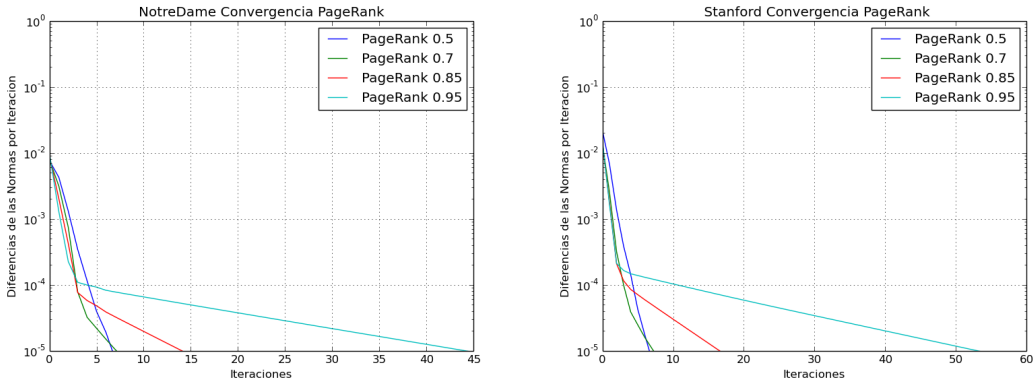 NotreDame Convergencia PageRank
10^0
10^-1
10^-2
10^-3
10^-4
10^-5
Diferencias de las Normas por Iteracion
PageRank 0.5
PageRank 0.7
PageRank 0.85
PageRank 0.95
0 5 10 15 20 25 30 35 40 45
Iteraciones
Stanford Convergencia PageRank
10^0
10^-1
10^-2
10^-3
10^-4
10^-5
Diferencias de las Normas por Iteracion
PageRank 0.5
PageRank 0.7
PageRank 0.85
PageRank 0.95
0 10 20 30 40 50 60
Iteraciones